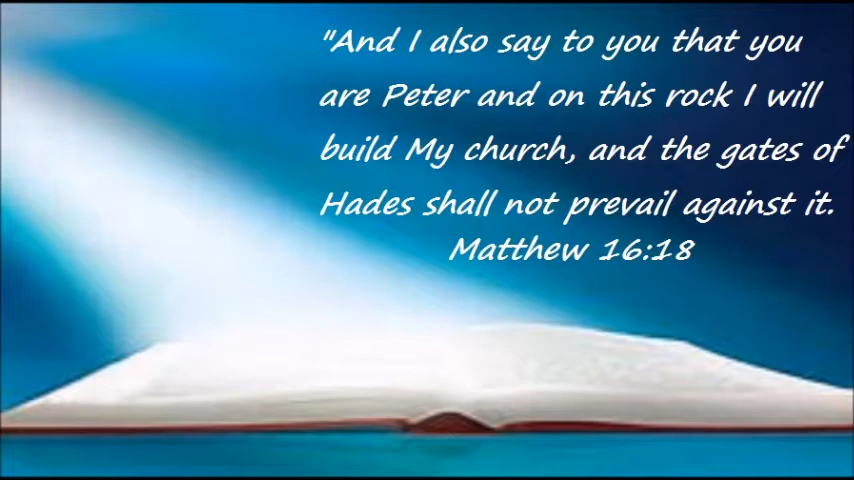 "And I also say to you that you
are Peter and on this rock I will
build My church, and the gates of
Hades shall not prevail against it.
Matthew 16:18